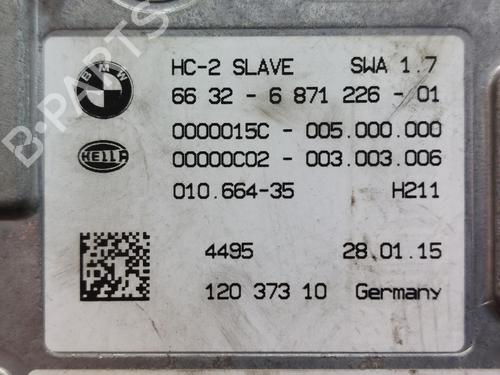 BMW
HC-2 SLAVE SWA 1.7
66 32 - 6 871 226 - 01
0000015C - 005.000.000
HELLA
00000C02 - 003.003.006
010.664-35 H211
4495 28.01.15
120 373 10 Germany
B-PARTS